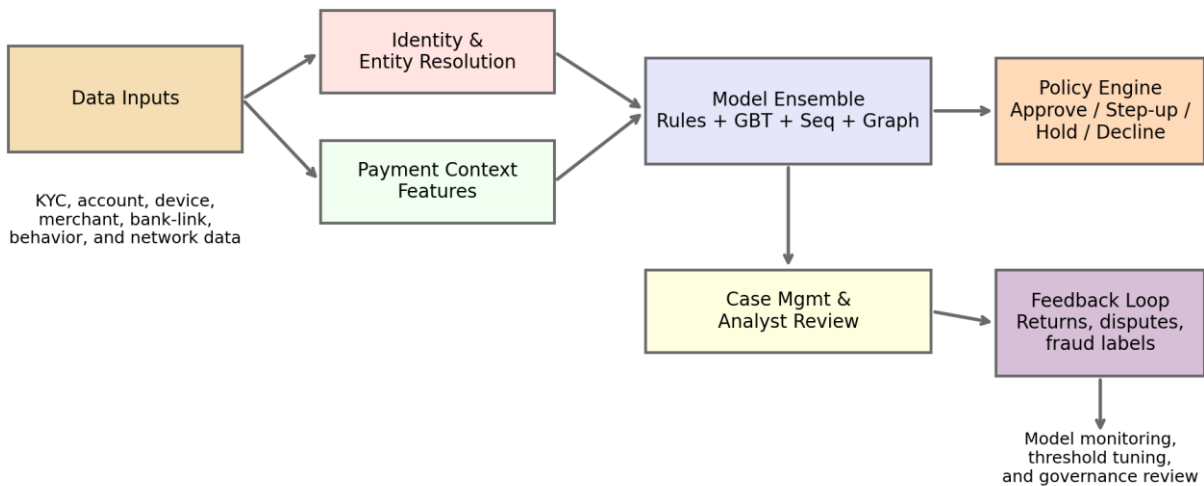 Data Inputs
KYC, account, device,
merchant, bank-link,
behavior, and network data
Identity &
Entity Resolution
Payment Context
Features
Model Ensemble
Rules + GBT + Seq + Graph
Policy Engine
Approve / Step-up /
Hold / Decline
Case Mgmt &
Analyst Review
Feedback Loop
Returns, disputes,
fraud labels
Model monitoring,
threshold tuning,
and governance review